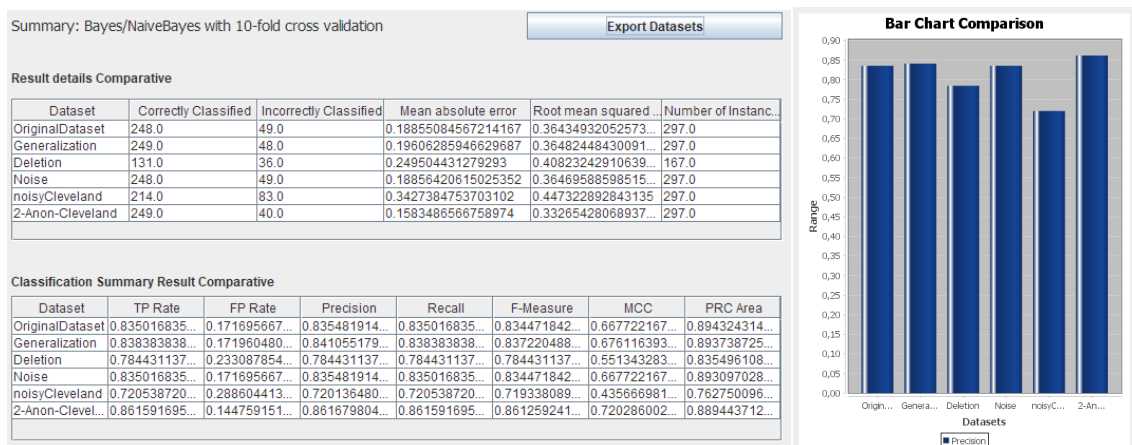 Summary: Bayes/NaiveBayes with 10-fold cross validation
Export Datasets
Result details Comparative
Dataset Correctly Classified Incorrectly Classified Mean absolute error Root mean squared ... Number of Instanc...
OriginalDataset 248.0 49.0 0.18855084567214167 0.36434932052573... 297.0
Generalization 249.0 48.0 0.19606285946629687 0.36482448430091... 297.0
Deletion 131.0 36.0 0.249504431279293 0.40823242910639... 167.0
Noise 248.0 49.0 0.18856420615025352 0.36469588598515... 297.0
noisyCleveland 214.0 83.0 0.3427384753703102 0.447322892843135 297.0
2-Anon-Cleveland 249.0 40.0 0.1583486566758974 0.33265428068937... 297.0
Classification Summary Result Comparative
Dataset TP Rate FP Rate Precision Recall F-Measure MCC PRC Area
OriginalDataset 0.835016835... 0.171695667... 0.835481914... 0.835016835... 0.834471842... 0.667722167... 0.894324314...
Generalization 0.838383838... 0.171960480... 0.841055179... 0.838383838... 0.837220488... 0.676116393... 0.893738725...
Deletion 0.784431137... 0.233087854... 0.784431137... 0.784431137... 0.784431137... 0.551343283... 0.835496108...
Noise 0.835016835... 0.171695667... 0.835481914... 0.835016835... 0.834471842... 0.667722167... 0.893097028...
noisyCleveland 0.720538720... 0.288604413... 0.720136480... 0.720538720... 0.719338089... 0.435666981... 0.762750096...
2-Anon-Clevel... 0.861591695... 0.144759151... 0.861679804... 0.861591695... 0.861259241... 0.720286002... 0.889443712...
Bar Chart Comparison
0,90
0,85
0,80
0,75
0,70
0,65
0,60
0,55
0,50
0,45
0,40
0,35
0,30
0,25
0,20
0,15
0,10
0,05
0,00
Range
Origin... Genera... Deletion Noise noisyC... 2-An...
Datasets
Precision